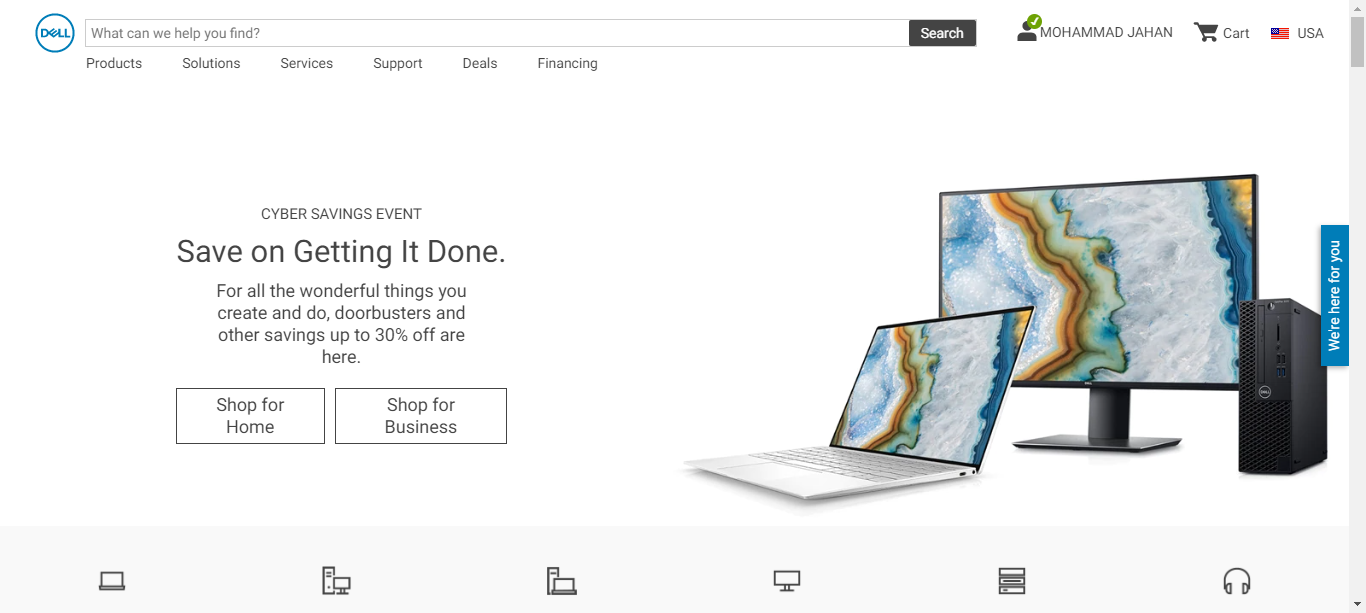 DELL
What can we help you find?
Search
MOHAMMAD JAHAN
Cart
USA
Products
Solutions
Services
Support
Deals
Financing
CYBER SAVINGS EVENT
Save on Getting It Done.
For all the wonderful things you
create and do, doorbusters and
other savings up to 30% off are
here.
Shop for
Home
Shop for
Business
We're here for you
DELL